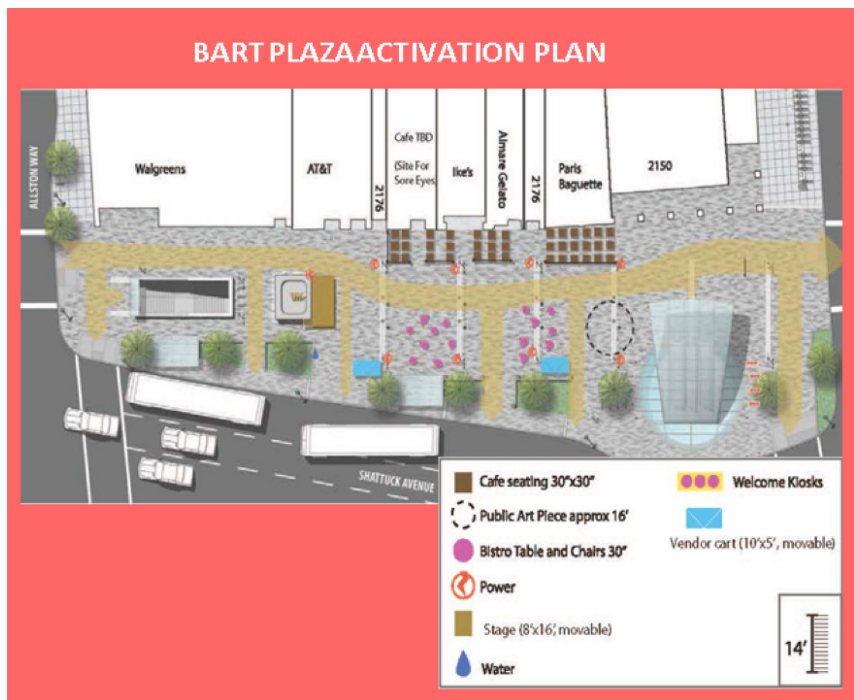 BART PLAZAACTIVATION PLAN
ALLSTON WAY
Walgreens
AT&T
2176
Cafe TBD
(Site For
Sore Eyes)
Ike's
Almare Gelato
2176
Paris
Baguette
2150
SHATTUCK AVENUE
Cafe seating 30"x30"
Public Art Piece approx 16'
Bistro Table and Chairs 30"
Power
Stage (8'x16', movable)
Water
Welcome Kiosks
Vendor cart (10'x5', movable)
14'